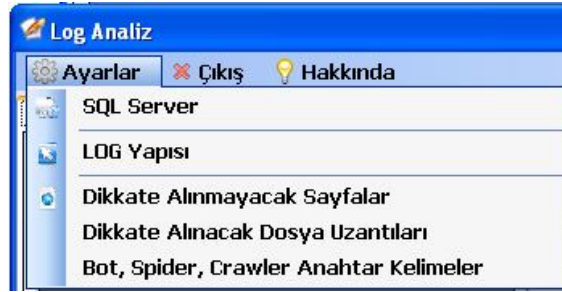 Log Analiz
Ayarlar Çıkış Hakkında
SQL Server
LOG Yapısı
Dikkate Alınmayacak Sayfalar
Dikkate Alınacak Dosya Uzantıları
Bot, Spider, Crawler Anahtar Kelimeler